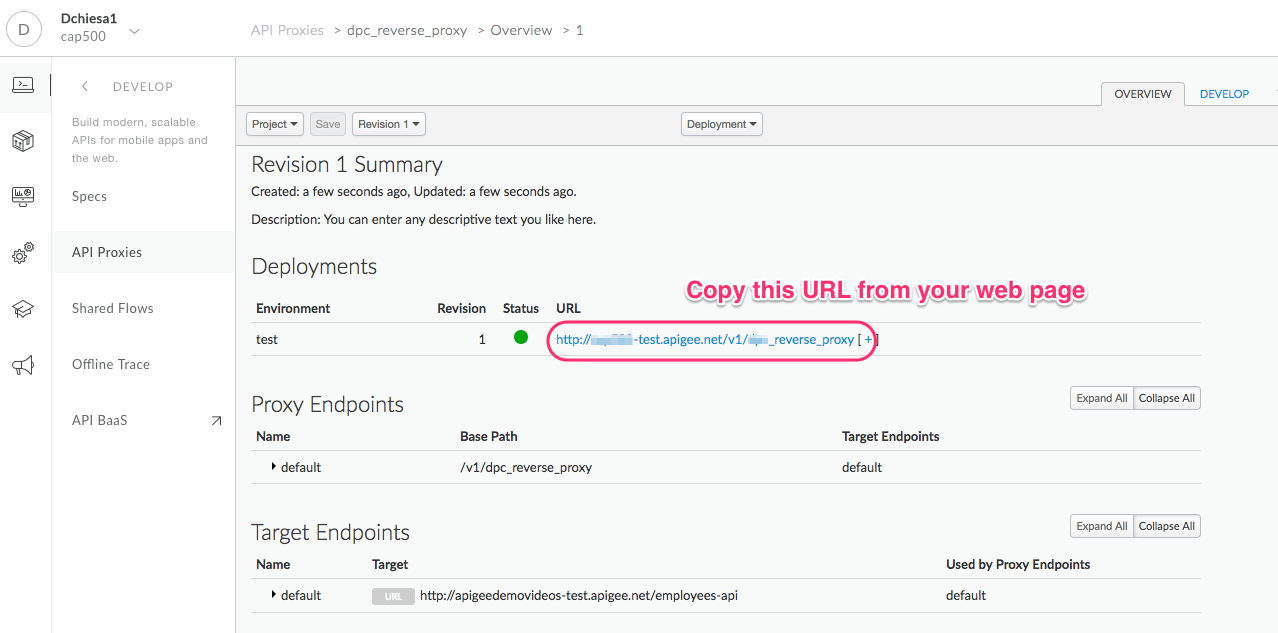 D
Dchiesa1
cap500
API Proxies > dpc_reverse_proxy > Overview > 1
DEVELOP
Build modern, scalable
APIs for mobile apps and
the web.
Specs
API Proxies
Shared Flows
Offline Trace
API BaaS
OVERVIEW DEVELOP
Project Save Revision 1 Deployment
Revision 1 Summary
Created: a few seconds ago, Updated: a few seconds ago.
Description: You can enter any descriptive text you like here.
Deployments
Copy this URL from your web page
Environment Revision Status URL
test 1 http:// -test.apigee.net/v1/ _reverse_proxy [ + ]
Proxy Endpoints
Expand All Collapse All
Name Base Path Target Endpoints
default /v1/dpc_reverse_proxy default
Target Endpoints
Expand All Collapse All
Name Target Used by Proxy Endpoints
default URL http://apigeedemovideos-test.apigee.net/employees-api default